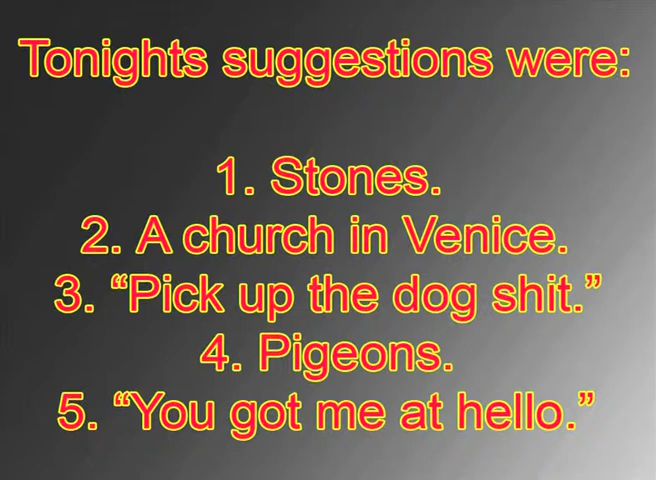 Tonights suggestions were:
1. Stones.
2. A church in Venice.
3. “Pick up the dog shit.”
4. Pigeons.
5. “You got me at hello.”